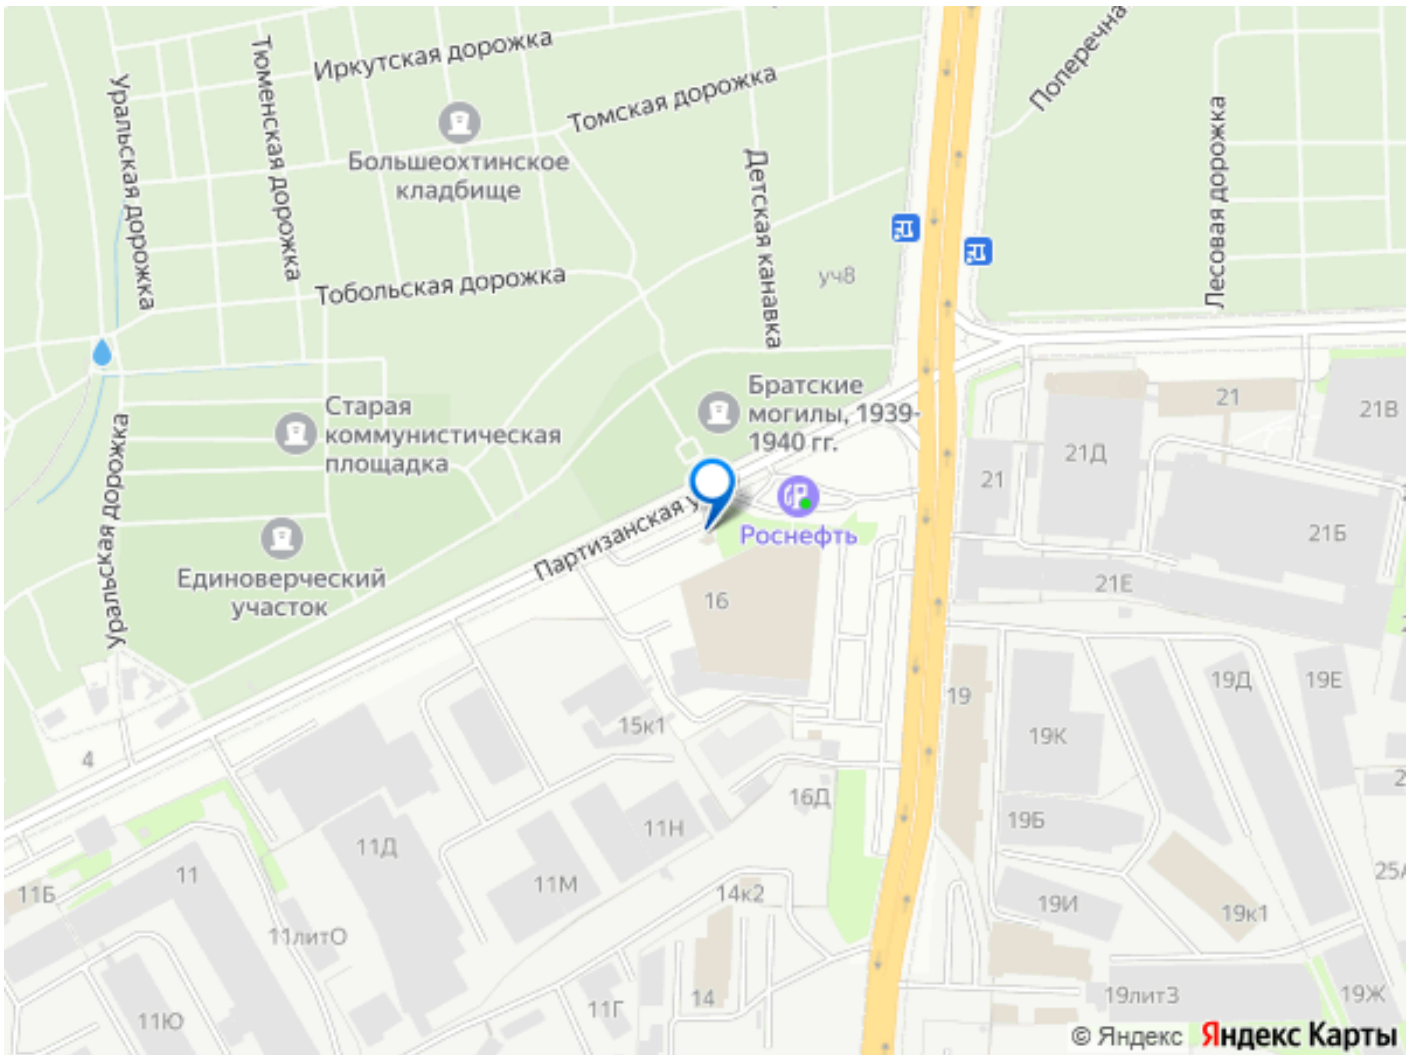 Иркутская дорожка
Тюменская дорожка
Уральская дорожка
Томская дорожка
Большеохтинское
кладбище
Детская канавка
Лесовая дорожка
уч8
Тобольская дорожка
Братские
могилы, 1939-
1940 гг.
Старая
коммунистическая
площадка
Уральская дорожка
Единоверческий
участок
Партизанская
Роснефть
21
21В
21Д
21
21Б
21Е
16
19
19Д
19Е
15к1
19К
4
16Д
19Б
11Н
11Д
11
11М
11Б
14к2
19И
19к1
11литО
14
11Г
11Ю
19литЗ
19Ж
© Яндекс Яндекс Карты